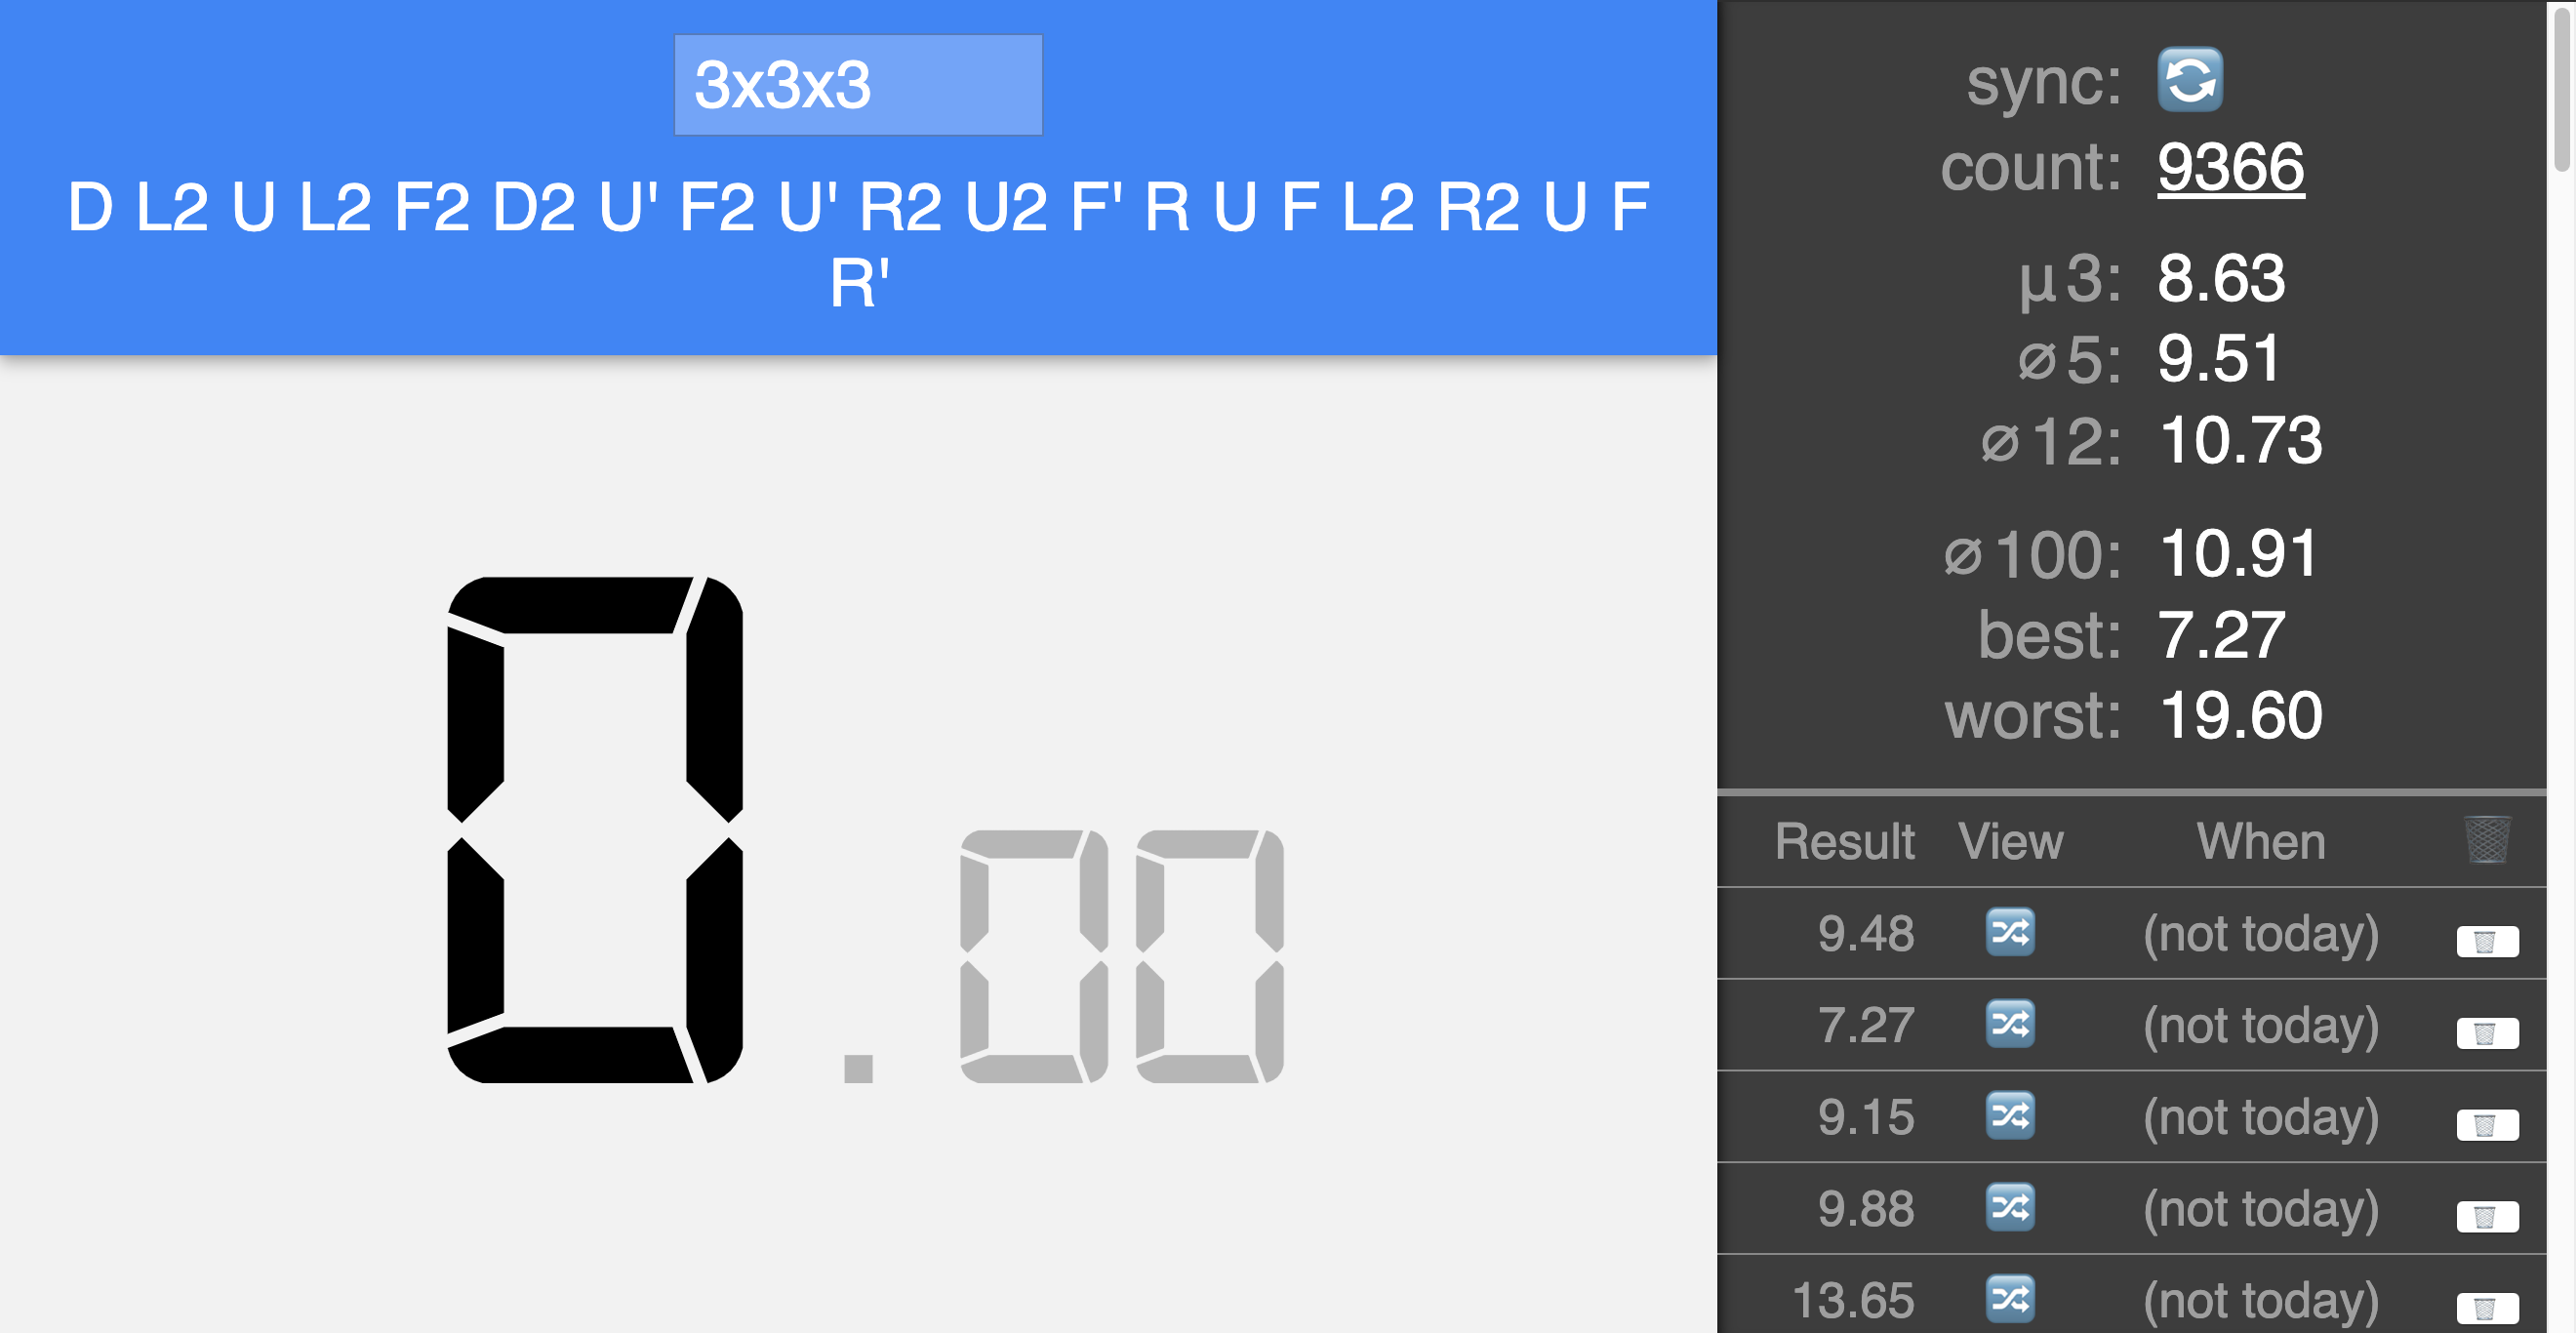 3x3x3
D L2 U L2 F2 D2 U' F2 U' R2 U2 F' R U F L2 R2 U F
R'
0.00
sync:
count: 9366
μ3: 8.63
⌀5: 9.51
⌀12: 10.73
⌀100: 10.91
best: 7.27
worst: 19.60
Result View When
9.48 (not today)
7.27 (not today)
9.15 (not today)
9.88 (not today)
13.65 (not today)